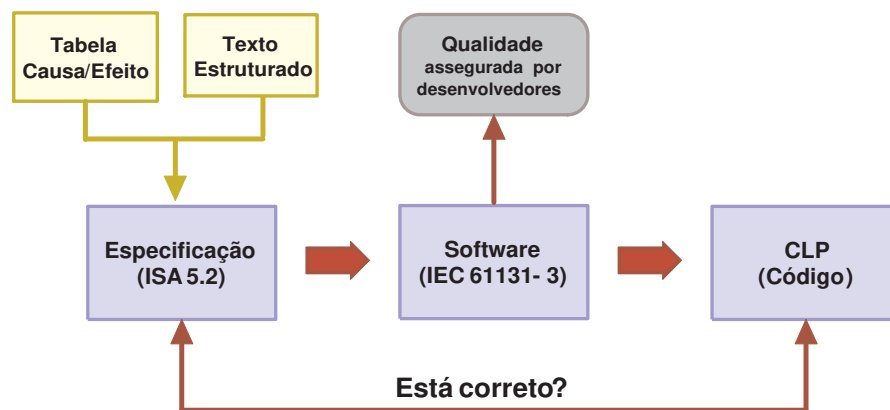 Tabela
Causa/Efeito
Texto
Estruturado
Qualidade
assegurada por
desenvolvedores
Especificação
(ISA 5.2)
Software
(IEC 61131- 3)
CLP
(Código)
Está correto?